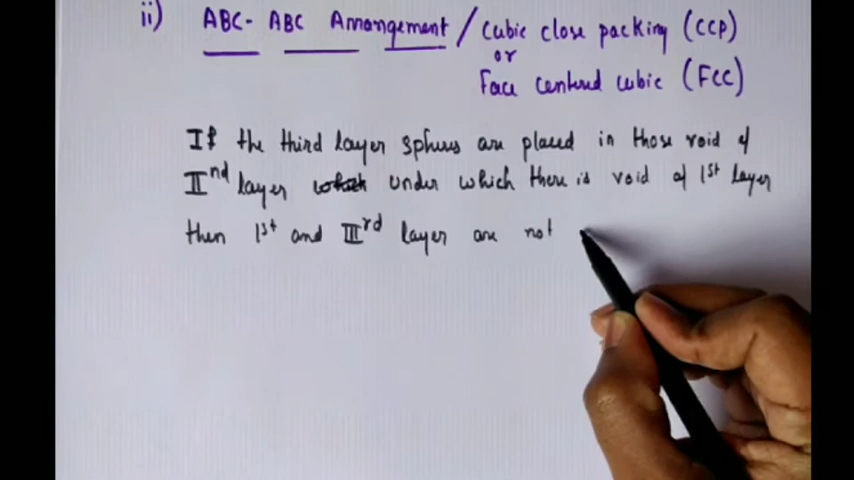 ii) ABC- ABC Arrangement / Cubic close packing (CCP)
or
Face centered cubic (FCC)
If the third layer spheres are placed in those void of
IInd layer which under which there is void of 1st layer
then 1st and IIIrd layer are not